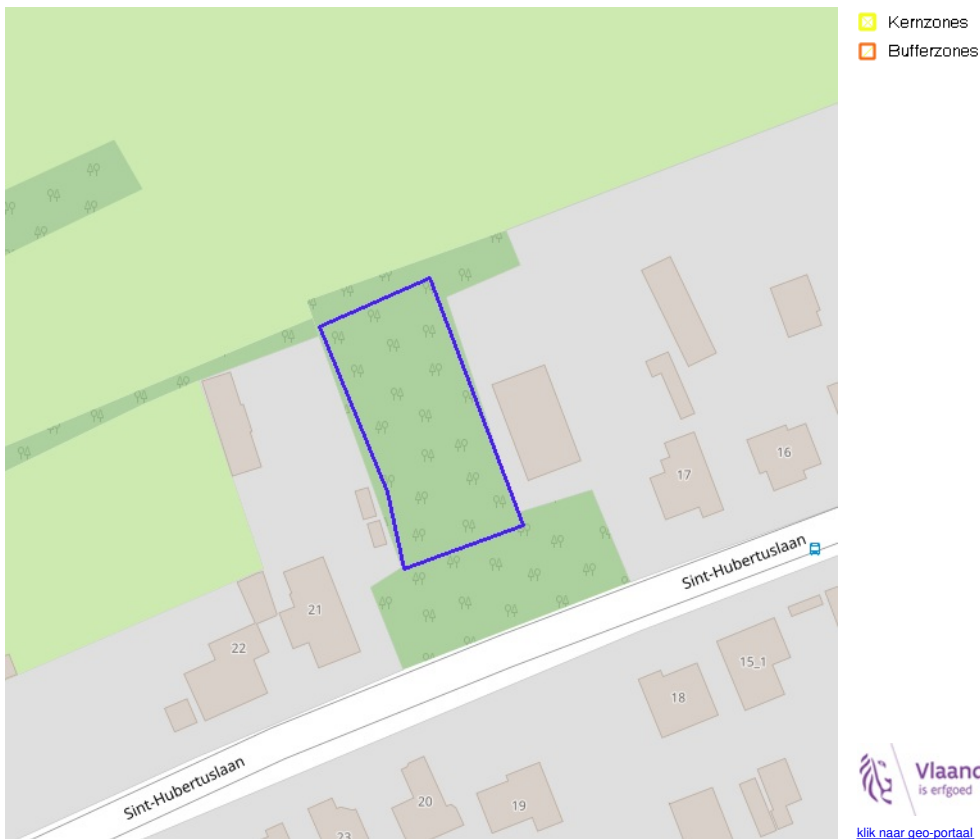 Kernzones
Bufferzones
Sint-Hubertuslaan
16
17
21
22
15_1
18
Sint-Hubertuslaan
20
19
23
Vlaand
is erfgoed
klik naar geo-portaal